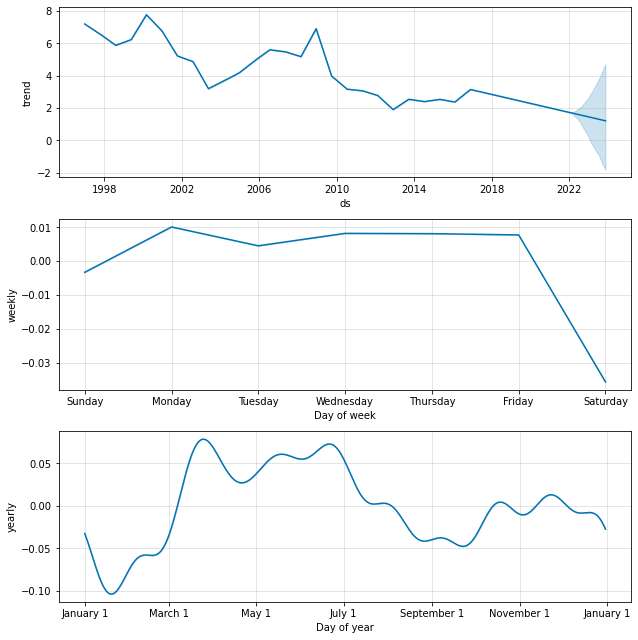 8
6
4
2
0
−2
trend
1998 2002 2006 2010 2014 2018 2022
ds
0.01
0.00
−0.01
−0.02
−0.03
weekly
Sunday Monday Tuesday Wednesday Thursday Friday Saturday
Day of week
0.05
0.00
−0.05
−0.10
yearly
January 1 March 1 May 1 July 1 September 1 November 1 January 1
Day of year